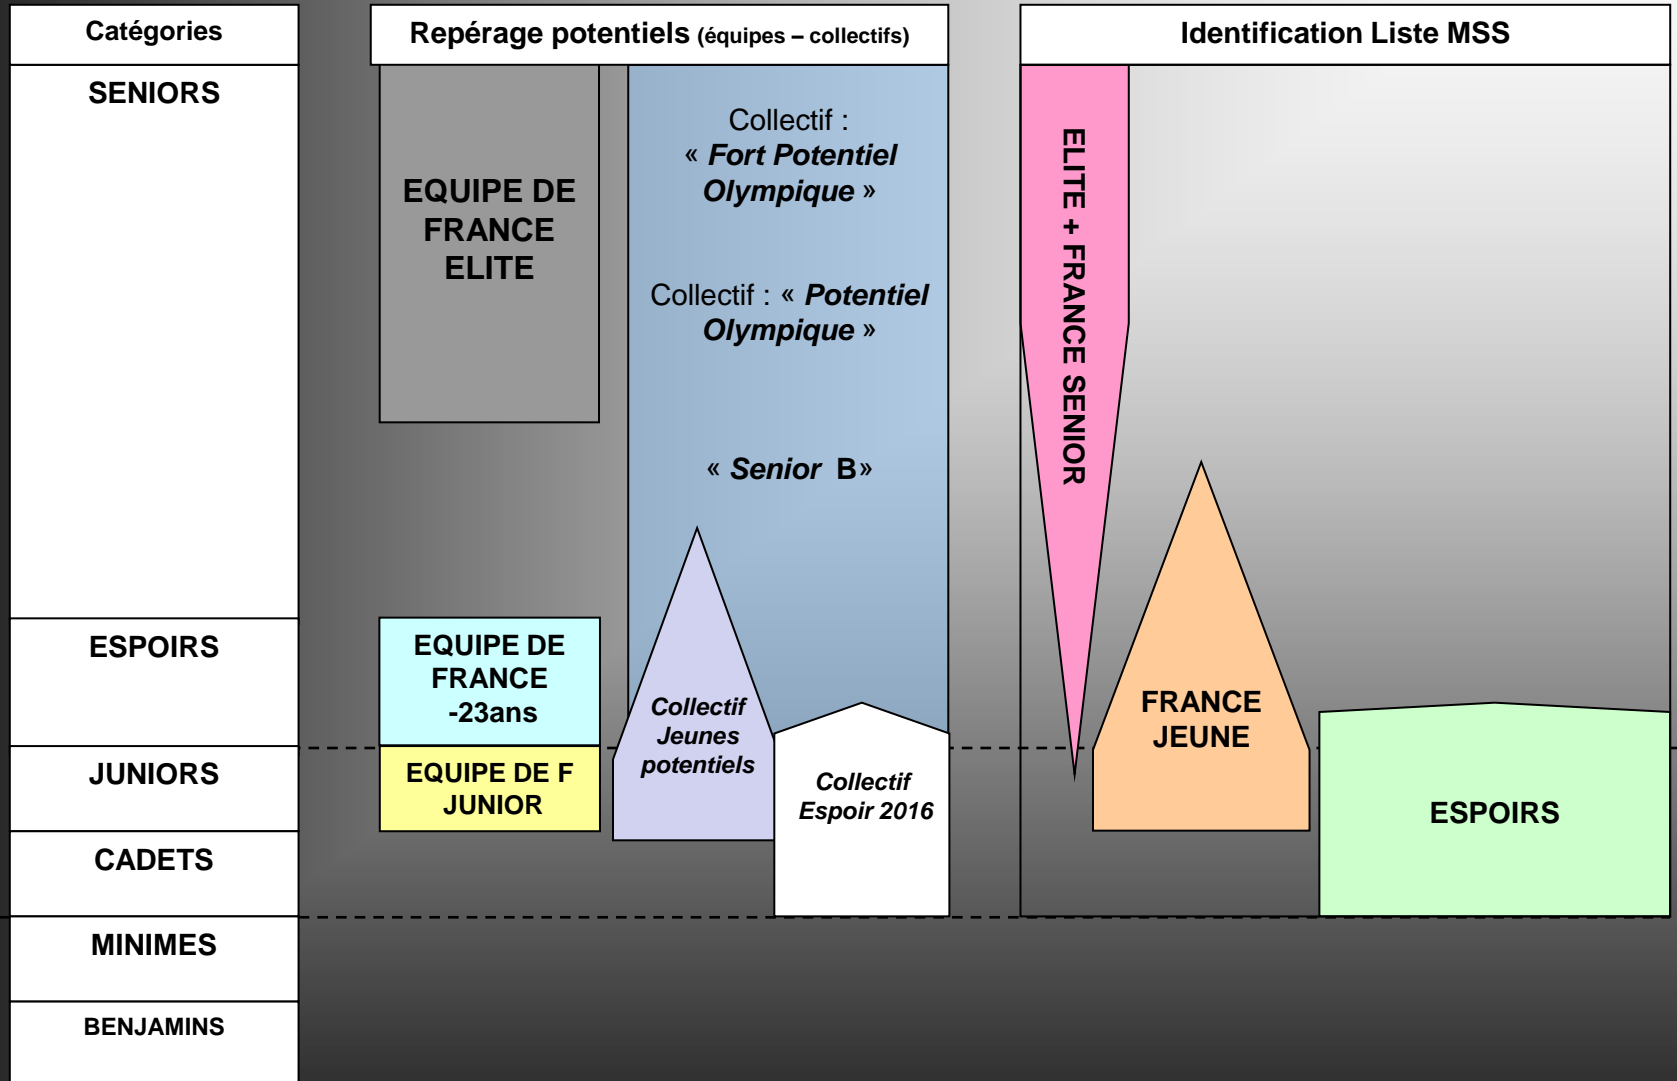 Catégories
Repérage potentiels (équipes – collectifs)
Identification Liste MSS
SENIORS
ESPOIRS
JUNIORS
CADETS
MINIMES
BENJAMINS
EQUIPE DE
FRANCE
ELITE
EQUIPE DE
FRANCE
-23ans
EQUIPE DE F
JUNIOR
Collectif :
« Fort Potentiel
Olympique »
Collectif : « Potentiel
Olympique »
« Senior B»
Collectif
Jeunes
potentiels
Collectif
Espoir 2016
ELITE + FRANCE SENIOR
FRANCE
JEUNE
ESPOIRS